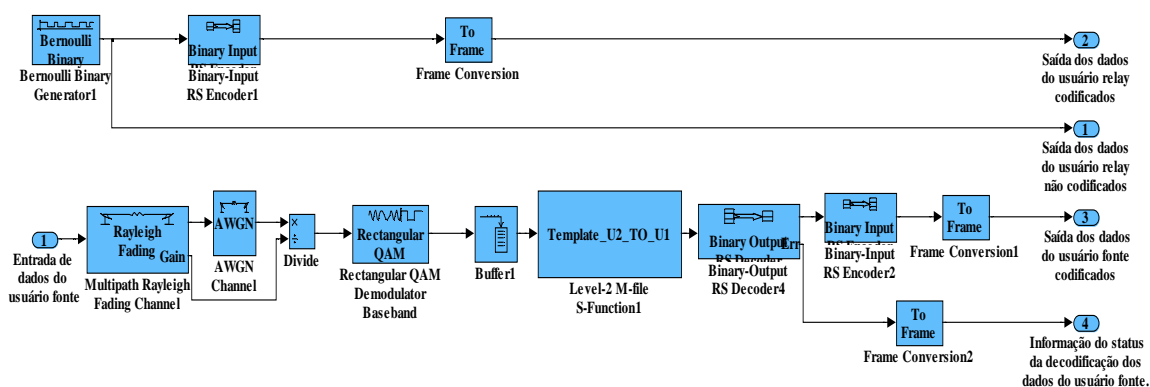 Bernoulli
Binary
Bernoulli Binary
Generator1
Binary Input
Binary-Input
RS Encoder1
To
Frame
Frame Conversion
2
Saída dos dados
do usuário relay
codificados
1
Saída dos dados
do usuário relay
não codificados
1
Entrada de
dados do
usuário fonte
Rayleigh
Fading
Gain
Multipath Rayleigh
Fading Channel
AWGN
AWGN
Channel
×
÷
Divide
Rectangular
QAM
Rectangular QAM
Demodulator
Baseband
Buffer1
Template_U2_TO_U1
Level-2 M-file
S-Function1
Binary Output
Err
RS Decoder
Binary-Output
RS Decoder4
Binary Input
Binary-Input
RS Encoder2
To
Frame
Frame Conversion1
3
Saída dos dados
do usuário fonte
codificados
To
Frame
Frame Conversion2
4
Informação do status
da decodificação dos
dados do usuário fonte.